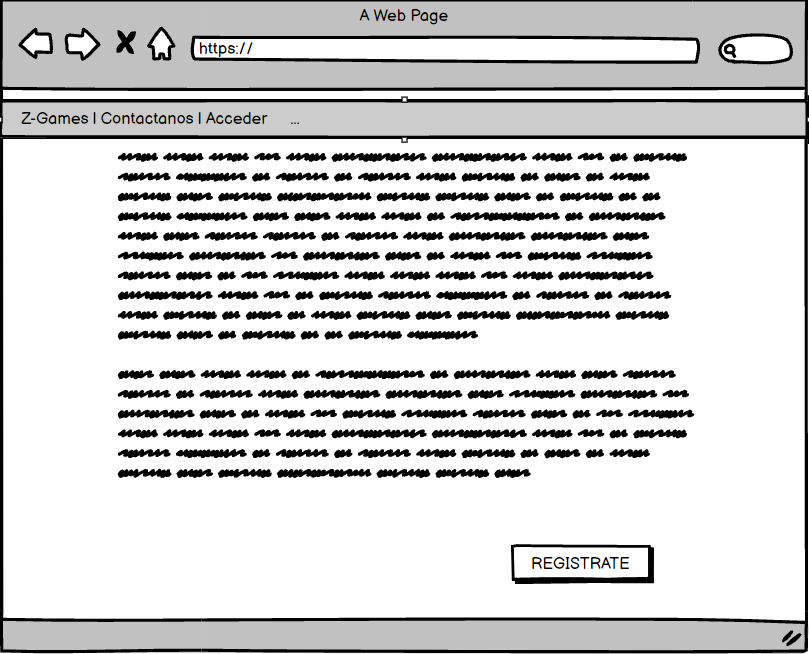 A Web Page
https://
Z-Games | Contactanos | Acceder ...
REGISTRATE